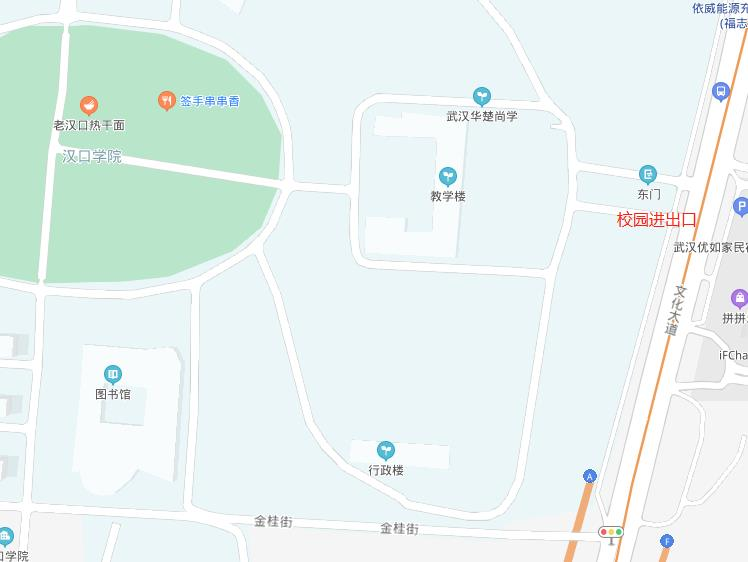 依威能源充
(福志
签手串串香
老汉口热干面
武汉华楚尚学
汉口学院
教学楼
东门
P
校园进出口
武汉优如家民宿
文化大道
拼拼
iFCha
图书馆
行政楼
A
金桂街
金桂街
F
口学院